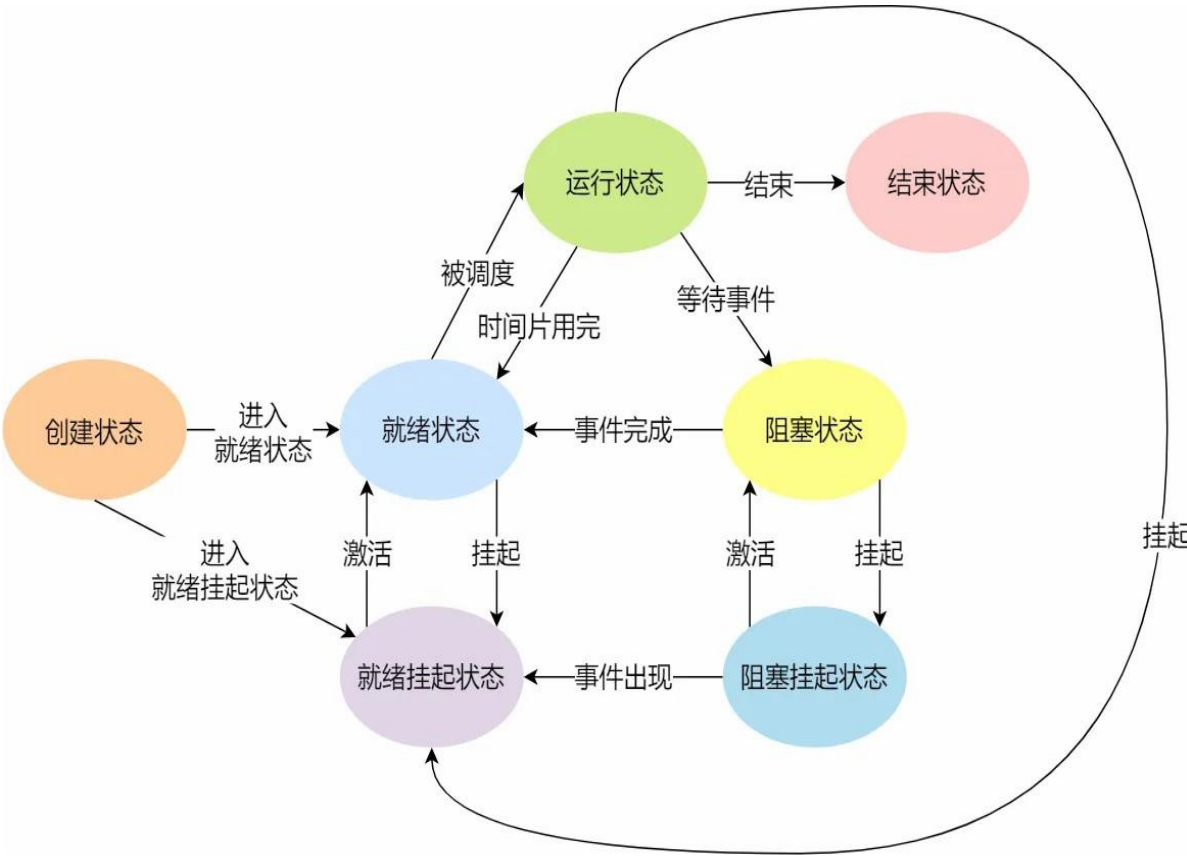 运行状态
结束
结束状态
被调度
等待事件
时间片用完
创建状态
进入
就绪状态
就绪状态
事件完成
阻塞状态
进入
就绪挂起状态
激活
挂起
激活
挂起
挂起
就绪挂起状态
事件出现
阻塞挂起状态